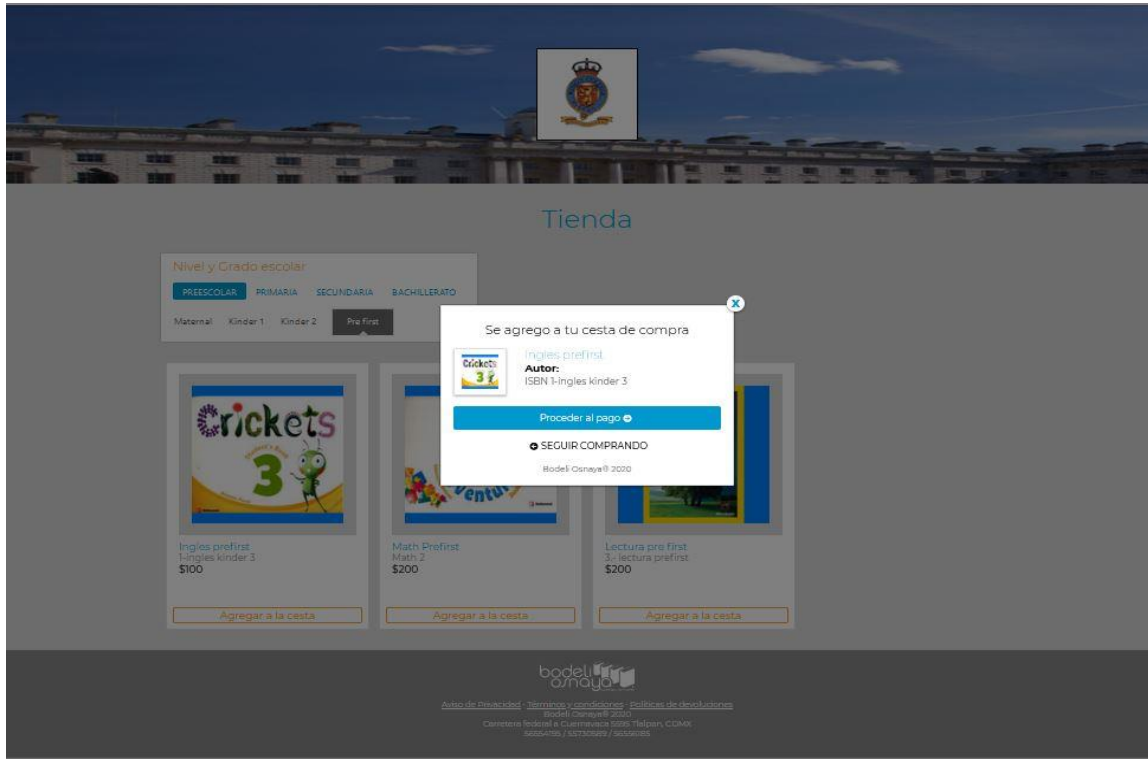 Tienda
Nivel y Grado escolar
PREESCOLAR PRIMARIA SECUNDARIA BACHILLERATO
Maternal Kinder 1 Kinder 2 Pre first
X
Se agrego a tu cesta de compra
Crickets
3
Ingles prefirst
Autor:
ISBN 1-ingles kinder 3
Proceder al pago
SEGUIR COMPRANDO
Bodeli Osnaya® 2020
Crickets
Student's Book
3
Ingles prefirst
1-ingles kinder 3
$100
Agregar a la cesta
Math Prefirst
Math 2
$200
Agregar a la cesta
Lectura pre first
3.- lectura prefirst
$200
Agregar a la cesta
bodeli
osnaya
Aviso de Privacidad - Términos y condiciones - Políticas de devoluciones
Bodeli Osnaya® 2020
Carretera federal a Cuernavaca 5595 Tlalpan, CDMX